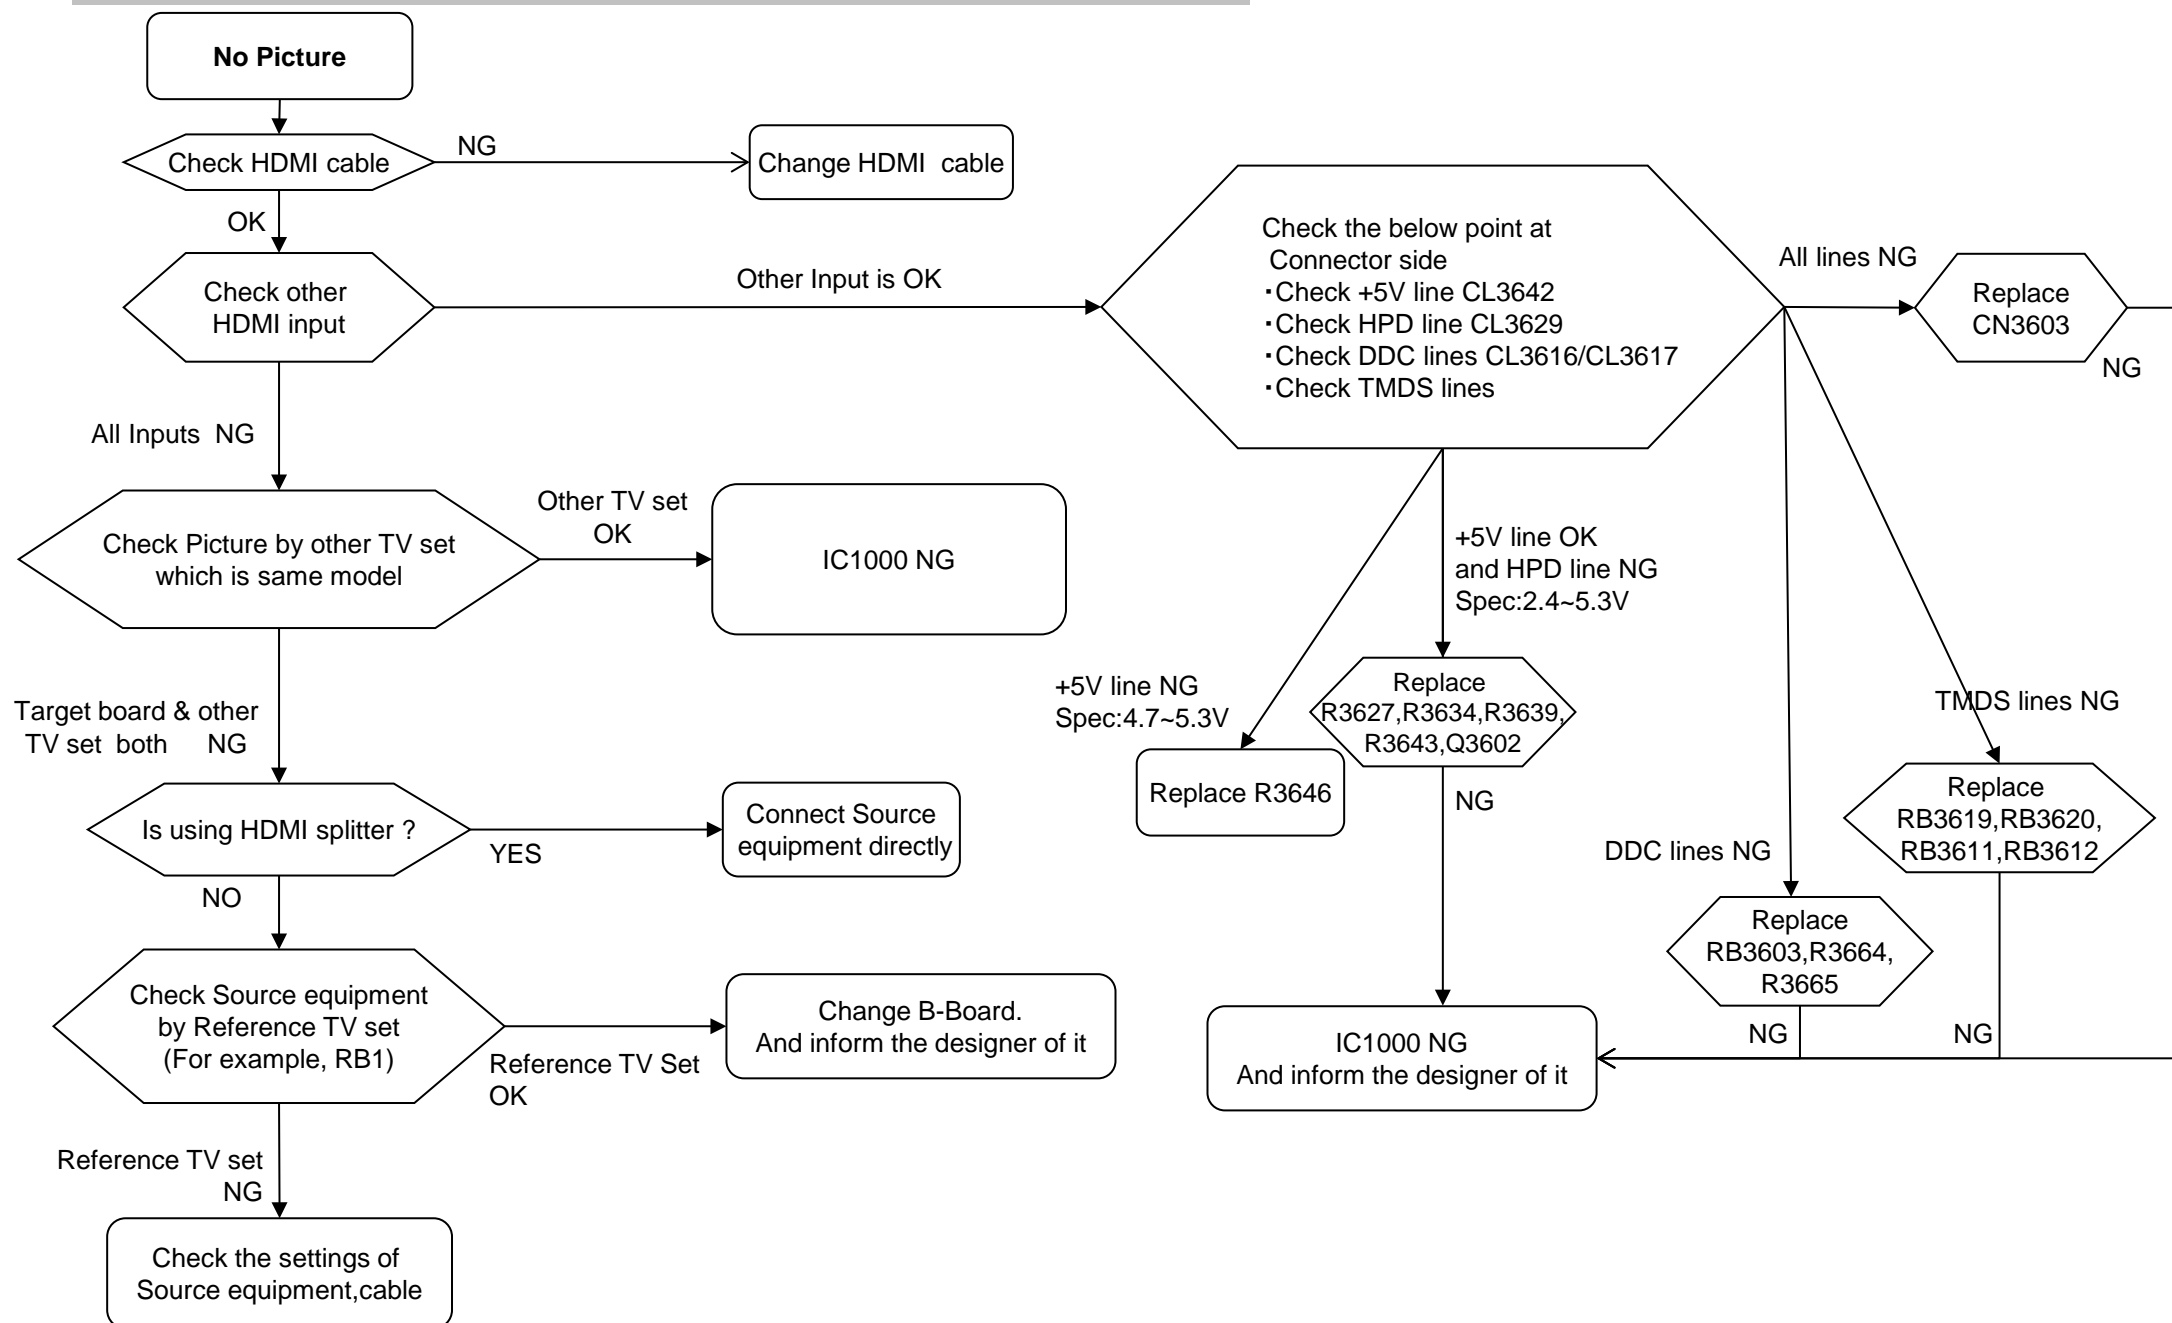 No Picture
Check HDMI cable
NG
Change HDMI  cable
OK
Check other
HDMI input
Other Input is OK
Check the below point at
Connector side
・Check +5V line CL3642
・Check HPD line CL3629
・Check DDC lines CL3616/CL3617
・Check TMDS lines
All lines NG
Replace
CN3603
NG
All Inputs  NG
Check Picture by other TV set
which is same model
Other TV set
OK
IC1000 NG
+5V line OK
and HPD line NG
Spec:2.4~5.3V
+5V line NG
Spec:4.7~5.3V
Replace R3646
Replace
R3627,R3634,R3639,
R3643,Q3602
NG
TMDS lines NG
Replace
RB3619,RB3620,
RB3611,RB3612
DDC lines NG
Replace
RB3603,R3664,
R3665
NG
NG
Target board & other
TV set  both     NG
Is using HDMI splitter ?
YES
Connect Source
equipment directly
NO
Check Source equipment
by Reference TV set
(For example, RB1)
Reference TV Set
OK
Change B-Board.
And inform the designer of it
IC1000 NG
And inform the designer of it
Reference TV set
NG
Check the settings of
Source equipment,cable